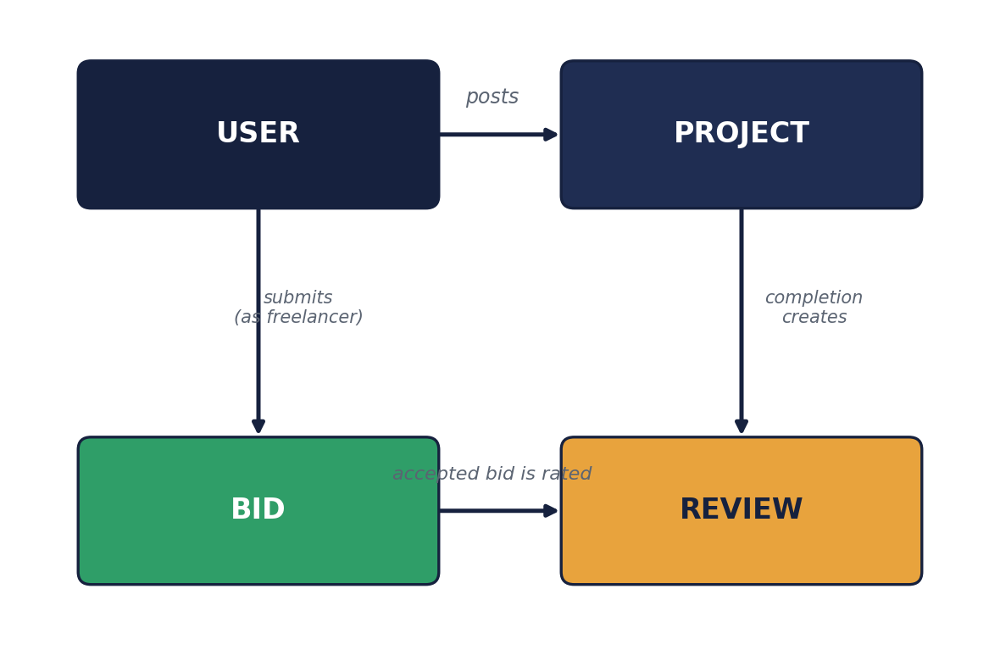 posts
USER
PROJECT
submits
(as freelancer)
completion
creates
accepted bid is rated
BID
REVIEW